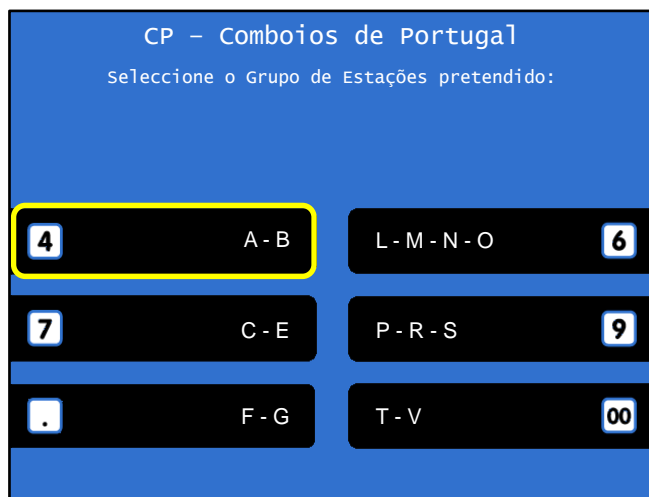 CP – Comboios de Portugal
Seleccione o Grupo de Estações pretendido:
4 A - B
L - M - N - O 6
7 C - E
P - R - S 9
. F - G
T - V 00